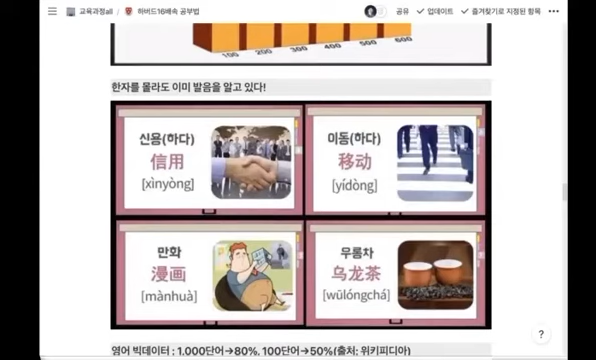 교육과정all / 하버드16배속 공부법
공유 업데이트 즐겨찾기로 지정된 항목
100 200 300 400 500 600
한자를 몰라도 이미 발음을 알고 있다!
신용(하다)
信用
[xìnyòng]
이동(하다)
移动
[yídòng]
만화
漫画
[mànhuà]
우롱차
乌龙茶
[wūlóngchá]
영어 빅데이터 ; 1,000단어→80%, 100단어→50%(출처; 위키피디아)
?